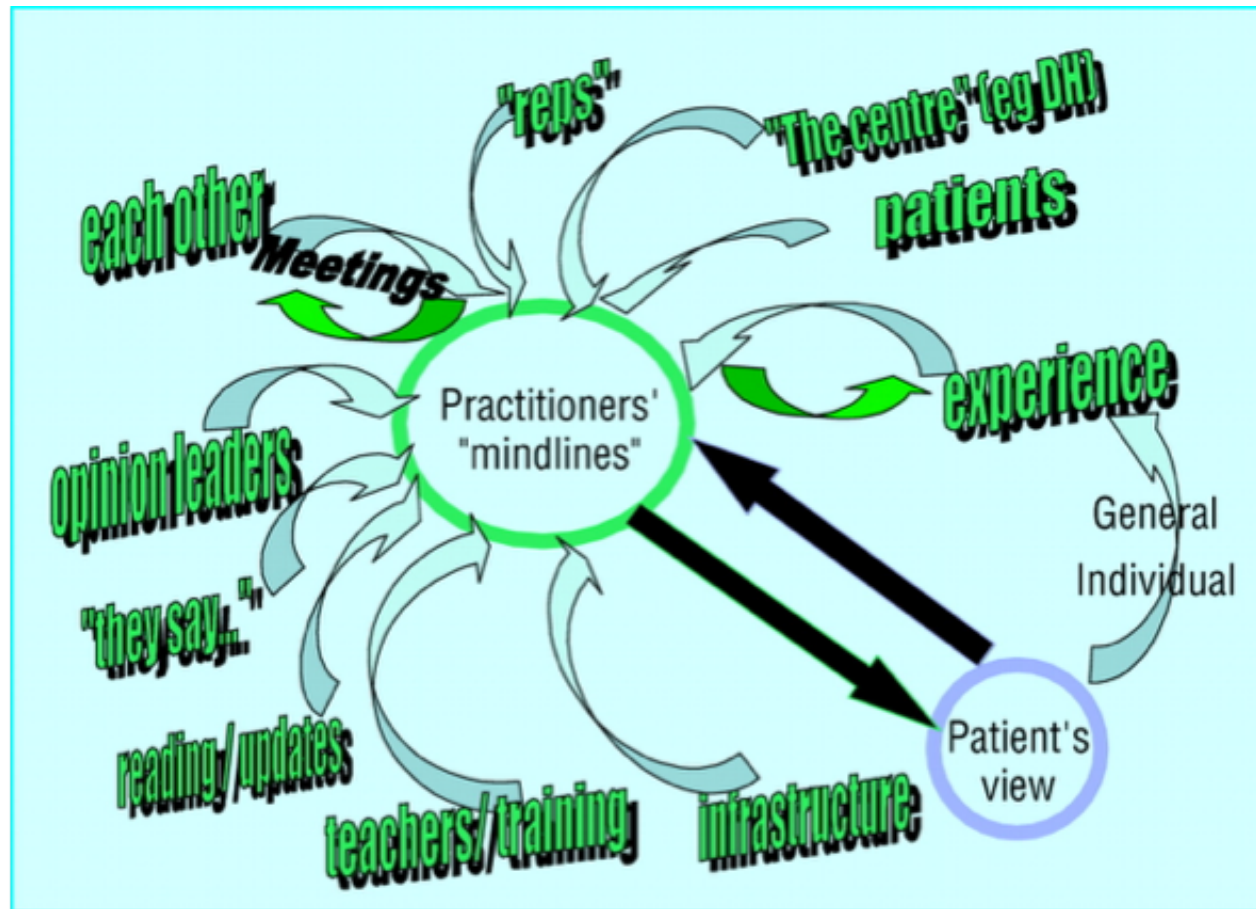 "reps"
"The centre" (eg DH)
patients
each other
Meetings
experience
Practitioners'
"mindlines"
opinion leaders
General
Individual
"they say..."
reading / updates
teachers/ training
infrastructure
Patient's
view